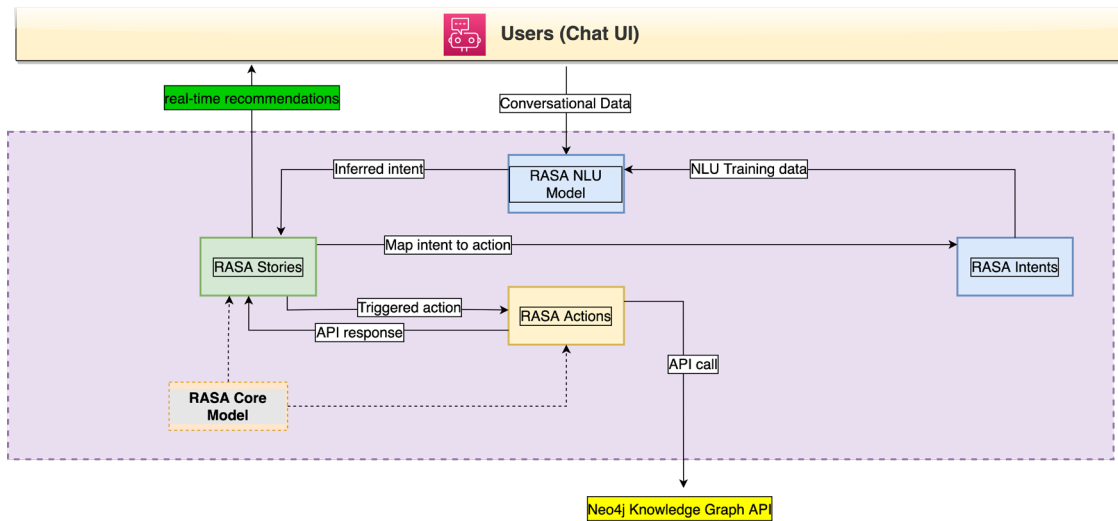 Users (Chat UI)
real-time recommendations
Conversational Data
Inferred intent
RASA NLU
Model
NLU Training data
Map intent to action
RASA Stories
RASA Intents
Triggered action
RASA Actions
API response
API call
RASA Core
Model
Neo4j Knowledge Graph API